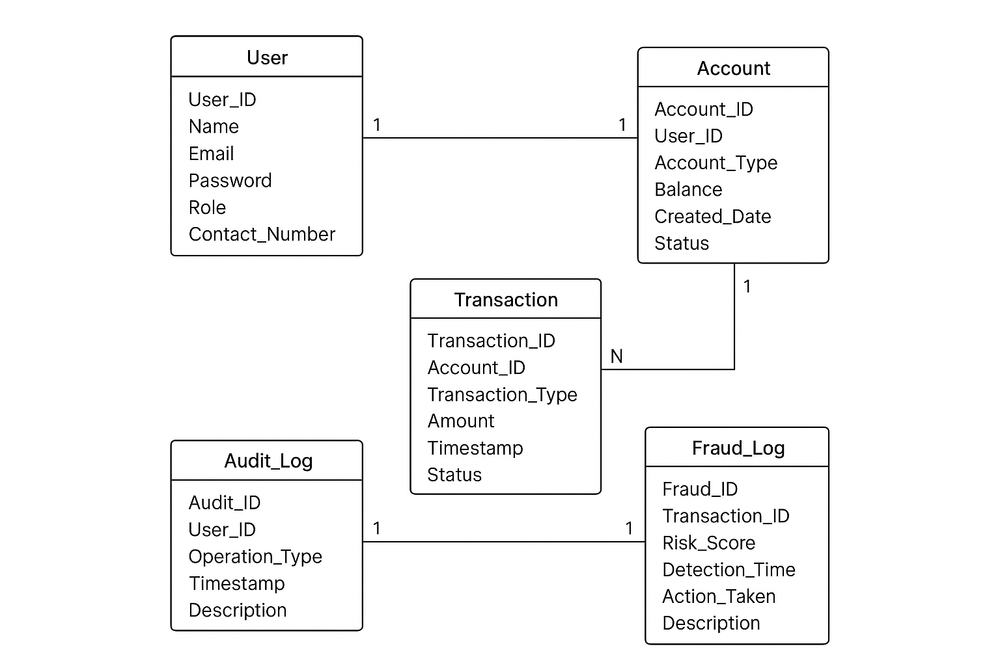 User
User_ID
Name
Email
Password
Role
Contact_Number
1
1
Account
Account_ID
User_ID
Account_Type
Balance
Created_Date
Status
1
N
Transaction
Transaction_ID
Account_ID
Transaction_Type
Amount
Timestamp
Status
Audit_Log
Audit_ID
User_ID
Operation_Type
Timestamp
Description
1
1
Fraud_Log
Fraud_ID
Transaction_ID
Risk_Score
Detection_Time
Action_Taken
Description